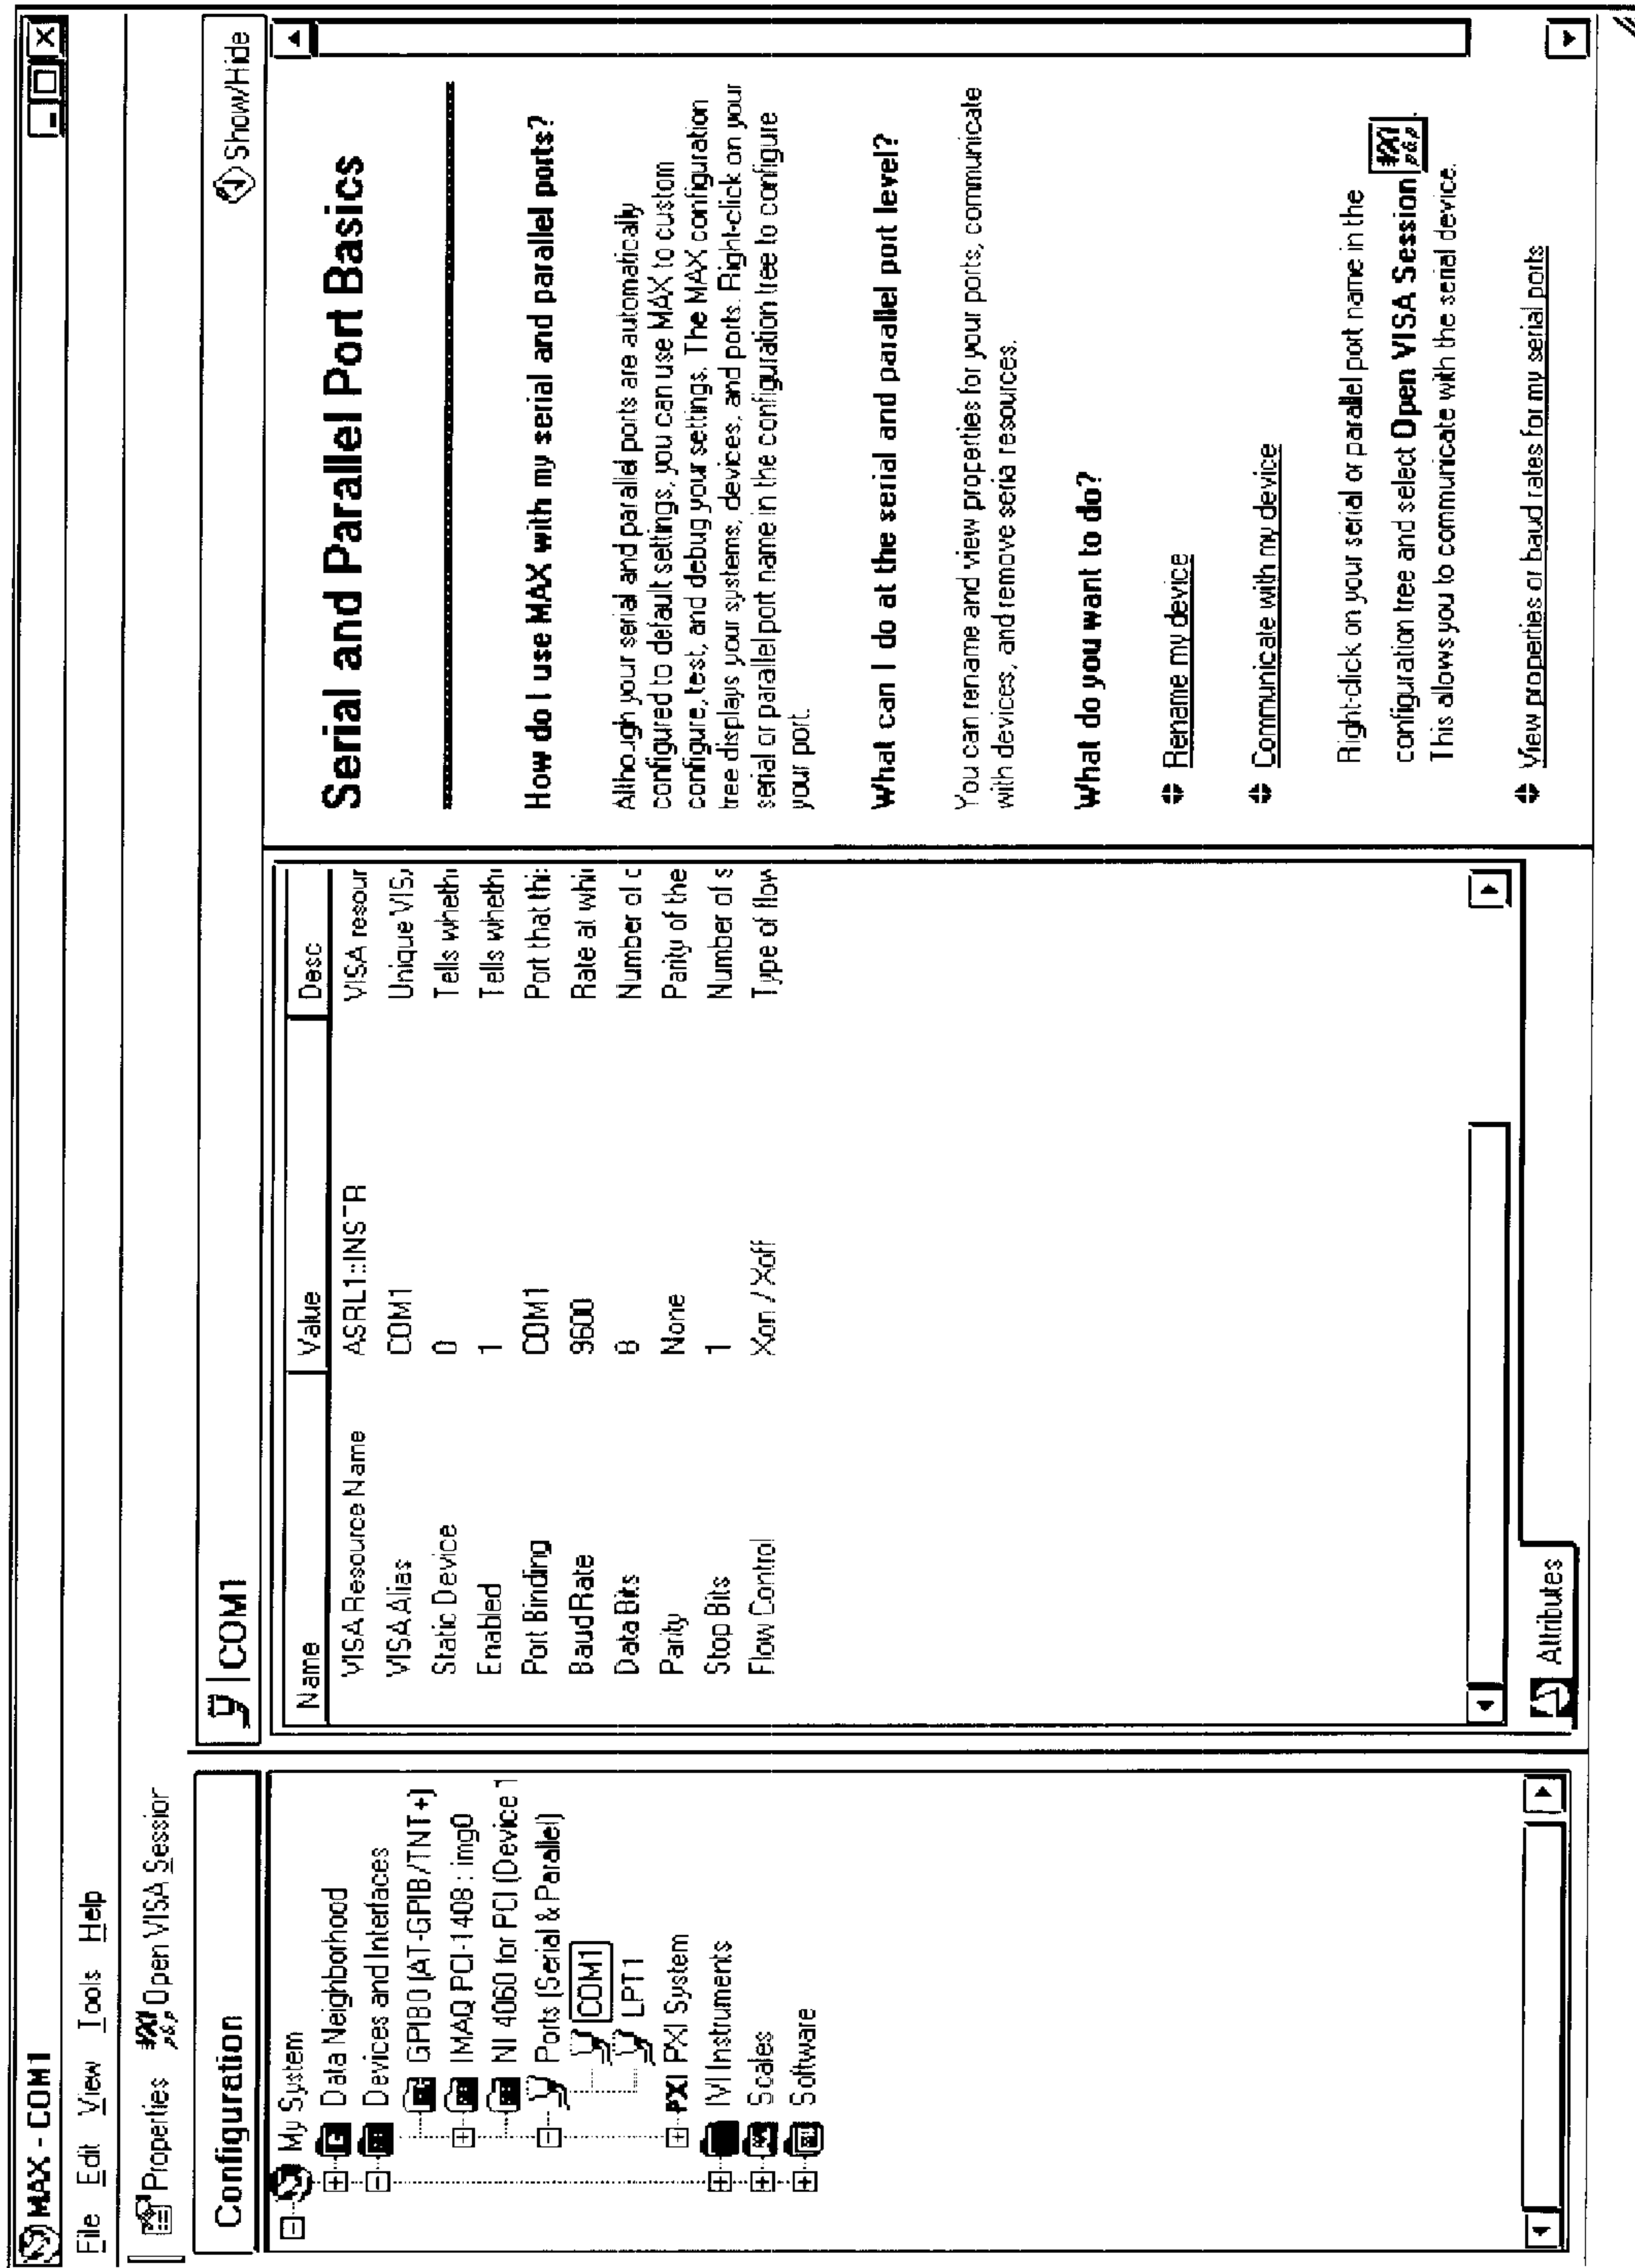 MAX - COM1
File Edit View Tools Help
Properties Open VISA Session
Configuration
My System
Data Neighborhood
Devices and Interfaces
GPIB0 (AT-GPIB/TNT+)
IMAQ PCI-1408 : img0
NI 4060 for PCI (Device 1
Ports (Serial & Parallel)
COM1
LPT1
PXI PXI System
IVI Instruments
Scales
Software
COM1
Show/Hide
Name Value Desc
VISA Resource Name ASRL1::INSTR VISA resour
VISA Alias COM1 Unique VIS
Static Device 0 Tells wheth
Enabled 1 Tells wheth
Port Binding COM1 Port that thi
Baud Rate 9600 Rate at whi
Data Bits 8 Number of c
Parity None Parity of the
Stop Bits 1 Number of s
Flow Control Xon / Xoff Type of flow
Attributes
Serial and Parallel Port Basics
How do I use MAX with my serial and parallel ports?
Although your serial and parallel ports are automatically
configured to default settings, you can use MAX to custom
configure, test, and debug your settings. The MAX configuration
tree displays your systems, devices, and ports. Right-click on your
serial or parallel port name in the configuration tree to configure
your port.
What can I do at the serial and parallel port level?
You can rename and view properties for your ports, communicate
with devices, and remove serial resources.
What do you want to do?
Rename my device
Communicate with my device
Right-click on your serial or parallel port name in the
configuration tree and select Open VISA Session
This allows you to communicate with the serial device.
View properties or baud rates for my serial ports